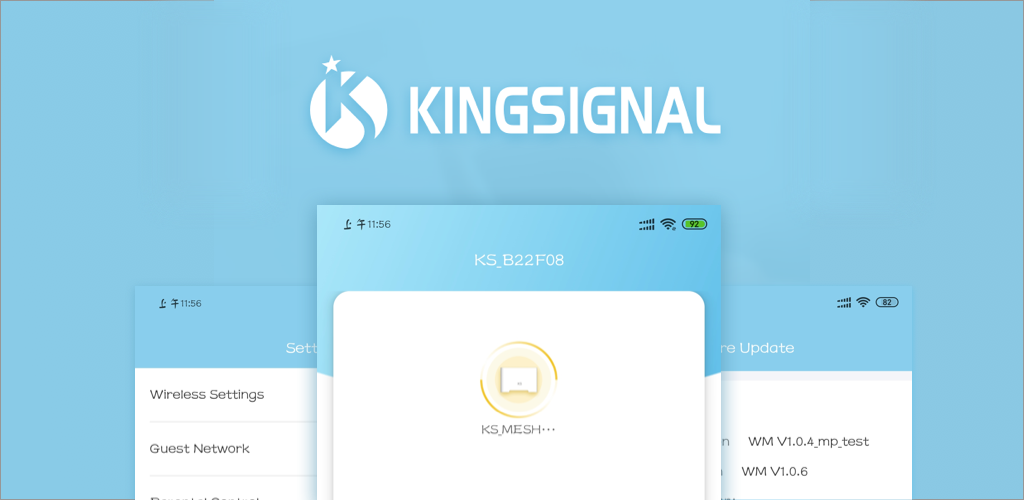 KINGSIGNAL
上午11:56
92
KS_B22F08
KS_MESH···
上午11:56
Sett
Wireless Settings
Guest Network
82
re Update
n WM V1.0.4_mp_test
WM V1.0.6